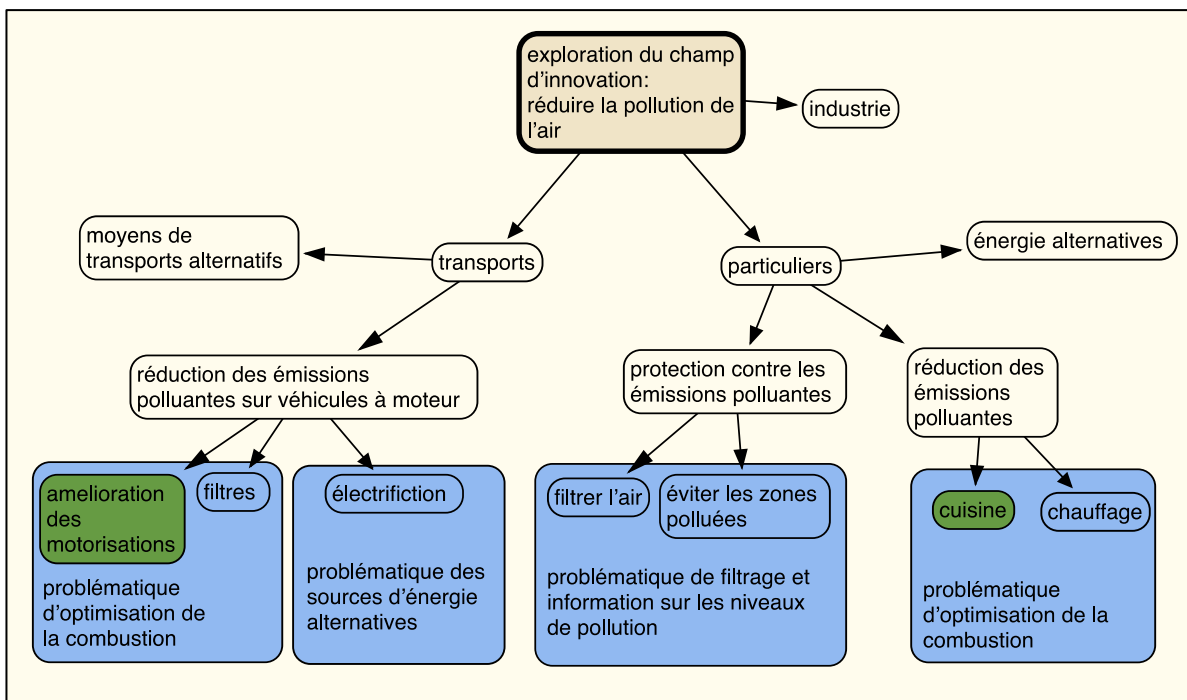 exploration du champ
d'innovation:
réduire la pollution de
l'air
industrie
moyens de
transports alternatifs
transports
particuliers
énergie alternatives
réduction des émissions
polluantes sur véhicules à moteur
protection contre les
émissions polluantes
réduction des
émissions
polluantes
amelioration
des
motorisations
filtres
problématique
d'optimisation de
la combustion
électrifiction
problématique des
sources d'énergie
alternatives
filtrer l'air
éviter les zones
polluées
problématique de filtrage et
information sur les niveaux
de pollution
cuisine
chauffage
problématique
d'optimisation de la
combustion